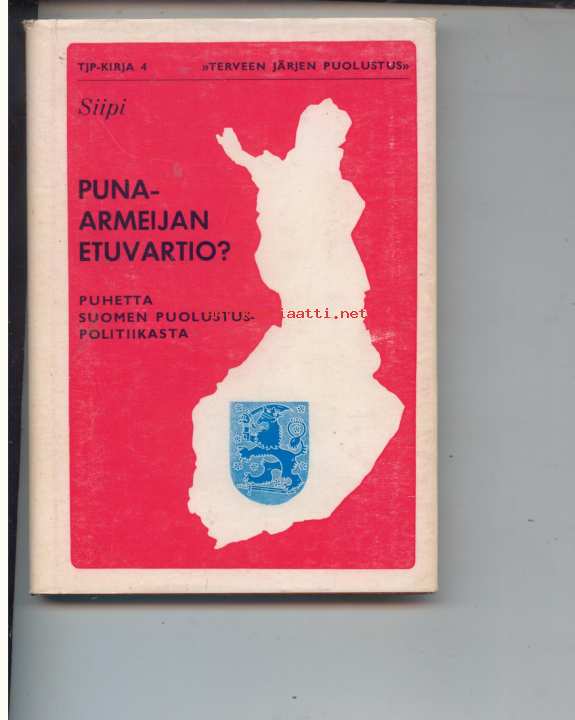 TJP-KIRJA 4 »TERVEEN JÄRJEN PUOLUSTUS»
Siipi
PUNA-
ARMEIJAN
ETUVARTIO?
PUHETTA
SUOMEN PUOLUSTUS-
POLITIIKASTA
iaatti.net